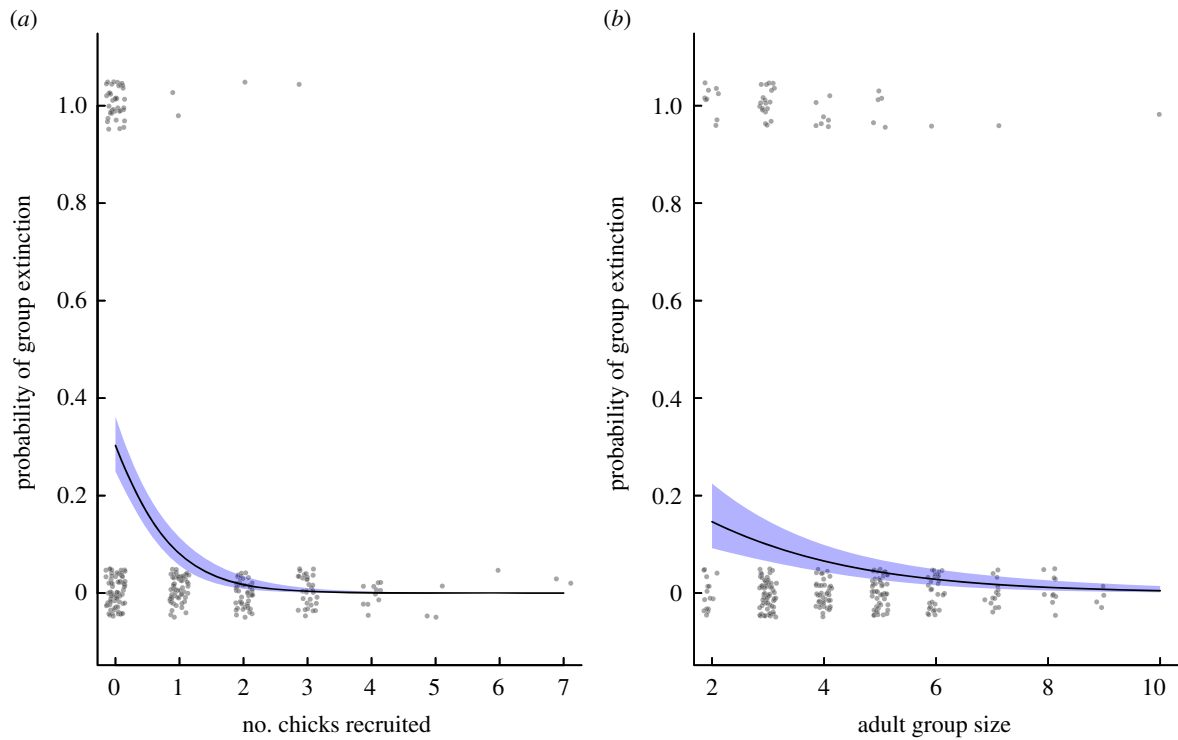 (a)
probability of group extinction
1.0
0.8
0.6
0.4
0.2
0
0 1 2 3 4 5 6 7
no. chicks recruited
(b)
probability of group extinction
1.0
0.8
0.6
0.4
0.2
0
2 4 6 8 10
adult group size